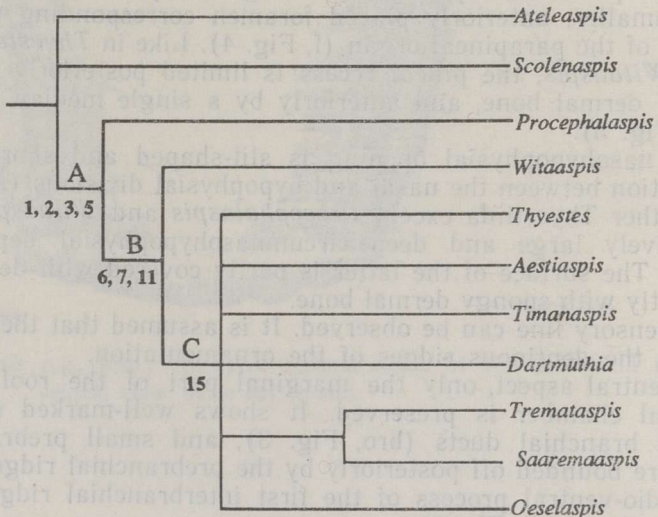 Ateleaspis
Scolenaspis
Procephalaspis
A
1, 2, 3, 5
Witaaspis
Thyestes
B
6, 7, 11
Aestiaspis
Timanaspis
C
15
Dartmuthia
Tremataspis
Saaremaaspis
Oeselaspis